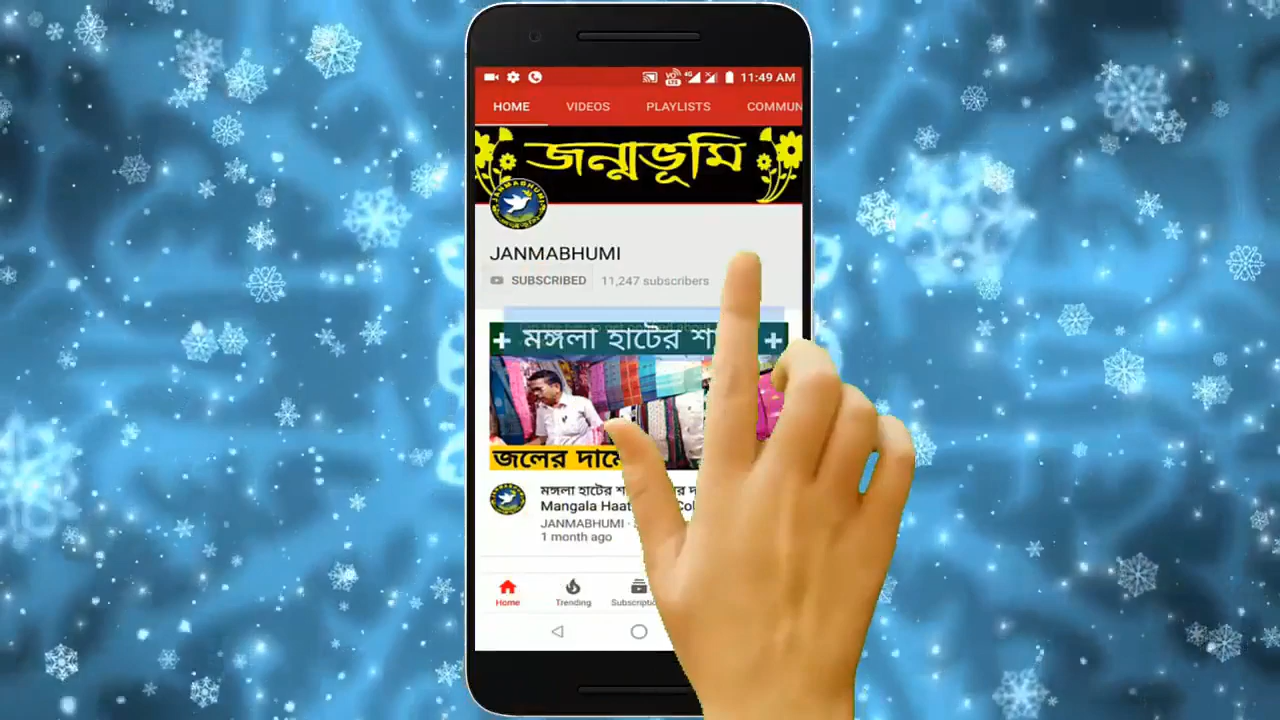 11:49 AM
HOME VIDEOS PLAYLISTS COMMUN
জন্মভূমি
JANMABHUMI
JANMABHUMI
SUBSCRIBED 11,247 subscribers
+ মঙ্গলা হাটের +
জলের
মঙ্গলা হাটের
Mangala
JANMABHUMI
1 month ago
Home Trending